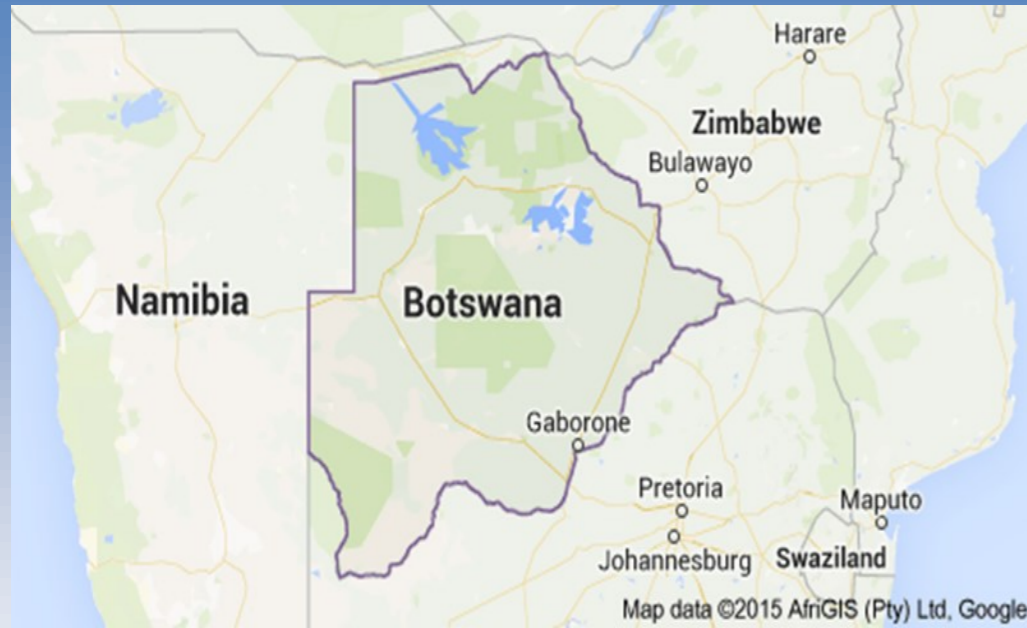 Harare
Zimbabwe
Bulawayo
Namibia
Botswana
Gaborone
Pretoria
Maputo
Johannesburg
Swaziland
Map data ©2015 AfriGIS (Pty) Ltd, Google